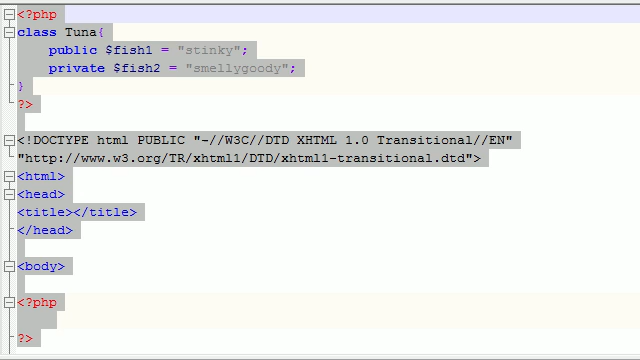 <?php
class Tuna{
public $fish1 = "stinky";
private $fish2 = "smellygoody";
}
?>
<!DOCTYPE html PUBLIC "-//W3C//DTD XHTML 1.0 Transitional//EN"
"http://www.w3.org/TR/xhtml1/DTD/xhtml1-transitional.dtd">
<html>
<head>
<title></title>
</head>
<body>
<?php
?>